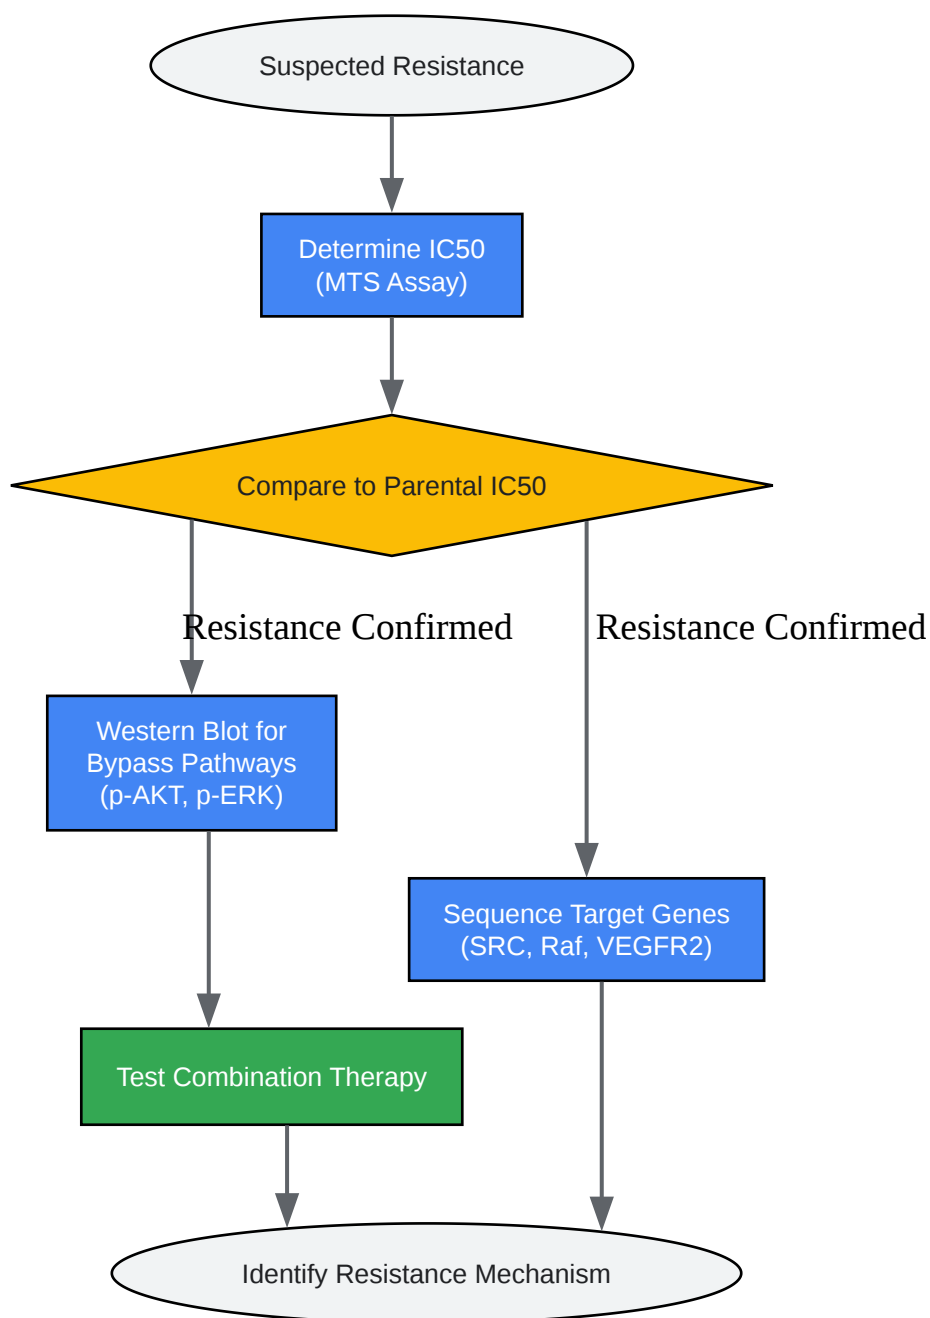 Suspected Resistance
Determine IC50
(MTS Assay)
Compare to Parental IC50
Resistance Confirmed
Resistance Confirmed
Western Blot for
Bypass Pathways
(p-AKT, p-ERK)
Sequence Target Genes
(SRC, Raf, VEGFR2)
Test Combination Therapy
Identify Resistance Mechanism